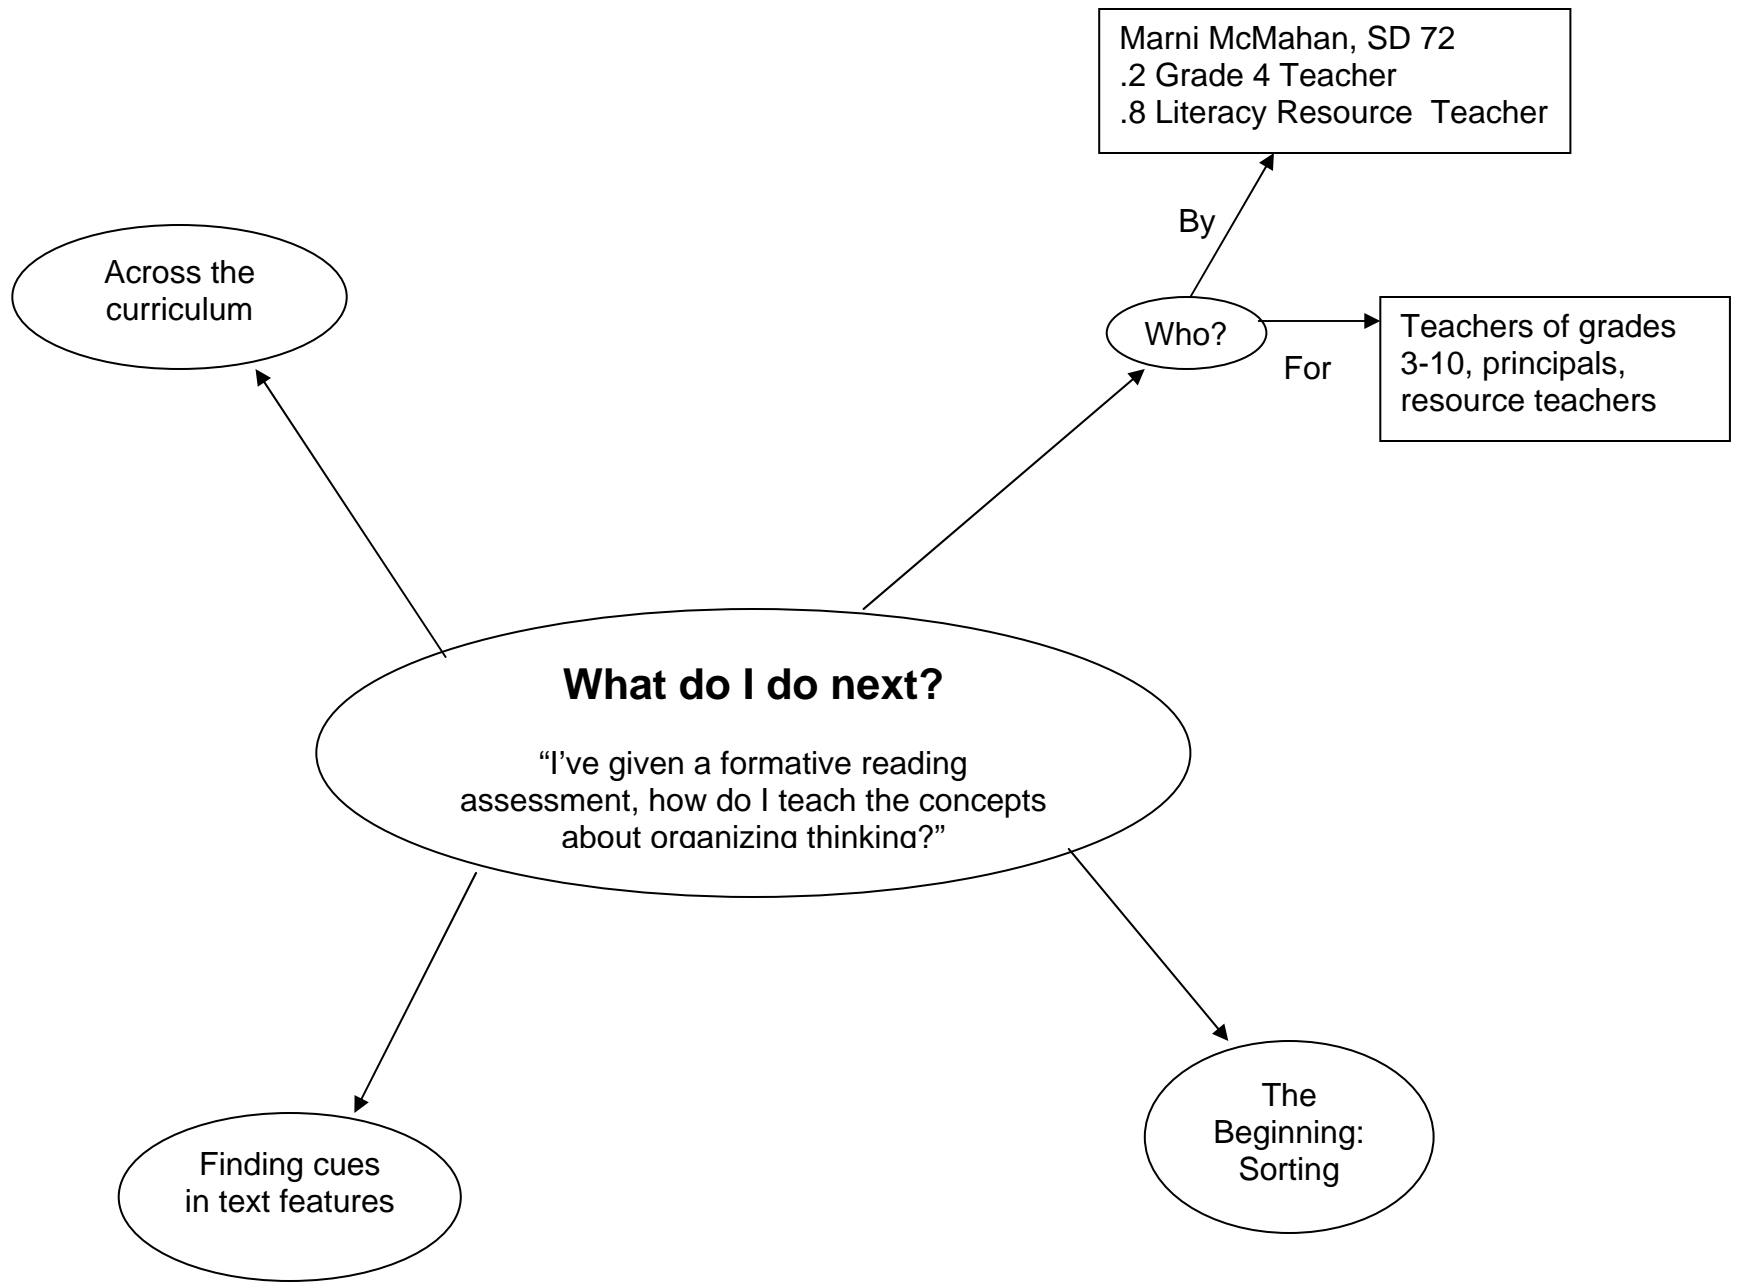 Marni McMahan, SD 72
.2 Grade 4 Teacher
.8 Literacy Resource  Teacher
By
Across the
curriculum
Who?
For
Teachers of grades
3-10, principals,
resource teachers
What do I do next?
“I’ve given a formative reading
assessment, how do I teach the concepts
about organizing thinking?”
The
Beginning:
Sorting
Finding cues
in text features